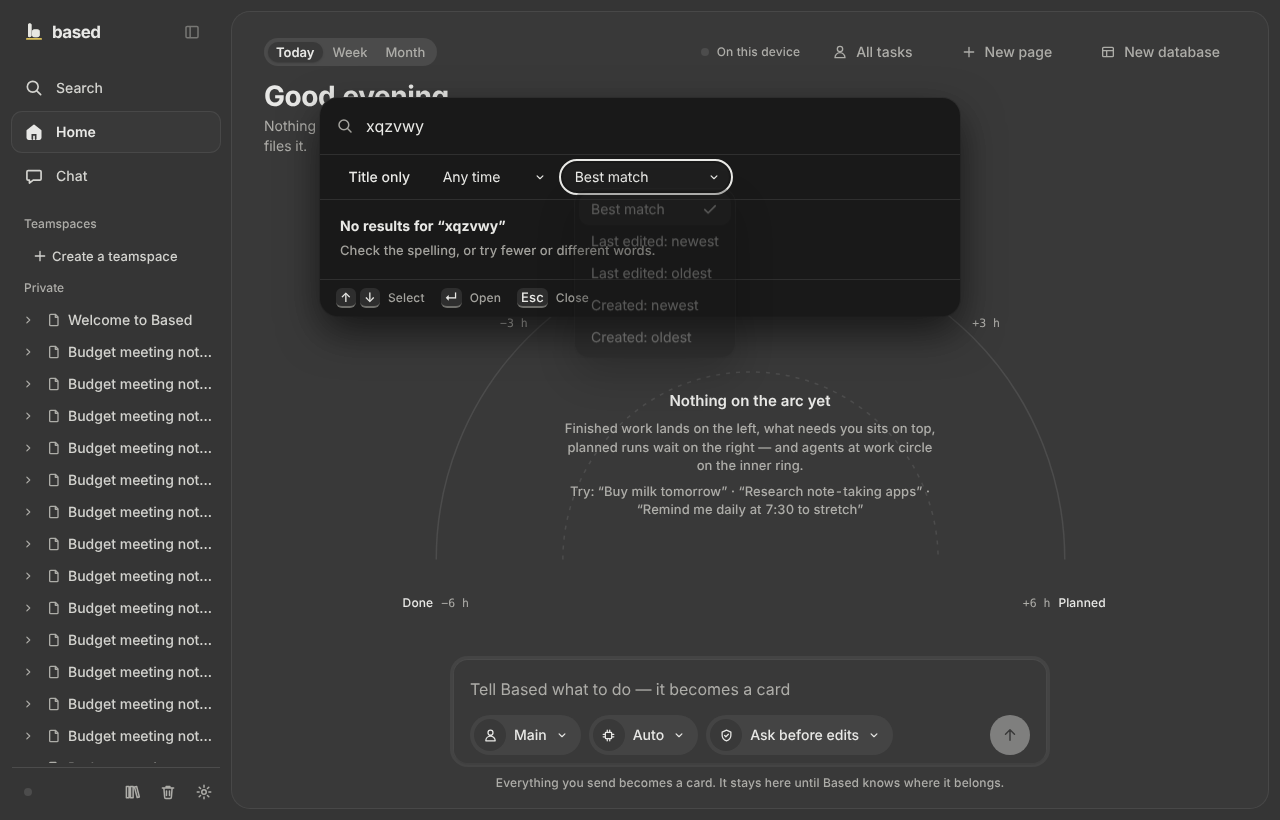 based
Search
Home
Chat
Teamspaces
Create a teamspace
Private
Welcome to Based
Budget meeting not...
Budget meeting not...
Budget meeting not...
Budget meeting not...
Budget meeting not...
Budget meeting not...
Budget meeting not...
Budget meeting not...
Budget meeting not...
Budget meeting not...
Budget meeting not...
Budget meeting not...
Budget meeting not...
Today Week Month
On this device
All tasks
New page
New database
Good evening
Nothing
files it.
xqzvwy
Title only
Any time
Best match
No results for “xqzvwy”
Check the spelling, or try fewer or different words.
Best match
Last edited: newest
Last edited: oldest
Created: newest
Created: oldest
Select
Open
Esc Close
−3 h
+3 h
Nothing on the arc yet
Finished work lands on the left, what needs you sits on top,
planned runs wait on the right — and agents at work circle
on the inner ring.
Try: “Buy milk tomorrow” · “Research note-taking apps” ·
“Remind me daily at 7:30 to stretch”
Done −6 h
+6 h Planned
Tell Based what to do — it becomes a card
Main
Auto
Ask before edits
Everything you send becomes a card. It stays here until Based knows where it belongs.